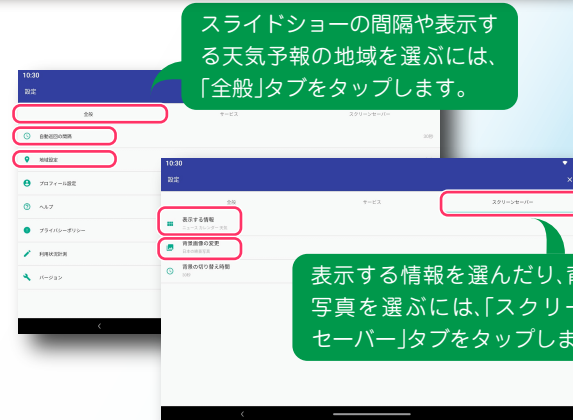 スライドショーの間隔や表示す
る天気予報の地域を選ぶには、
「全般」タブをタップします。
10:30
設定
全般
サービス
スクリーンセーバー
自動巡回の間隔
地域設定
プロフィール設定
ヘルプ
プライバシーポリシー
利用状況計測
バージョン
10:30
設定
全般
サービス
スクリーンセーバー
表示する情報
背景画像の変更
背景の切り替え時間
表示する情報を選んだり、背
写真を選ぶには、「スクリー
セーバー」タブをタップしま